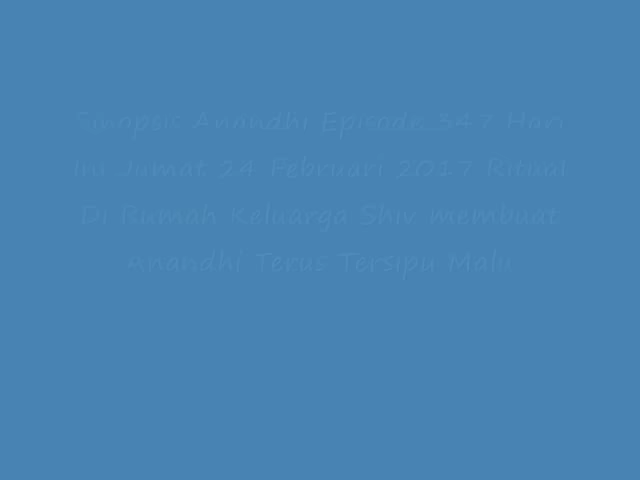 Sinopsis Anandhi Episode 347 Hari
Ini Jumat 24 Februari 2017 Ritual
Di Rumah Keluarga Shiv membuat
Anandhi Terus Tersipu Malu